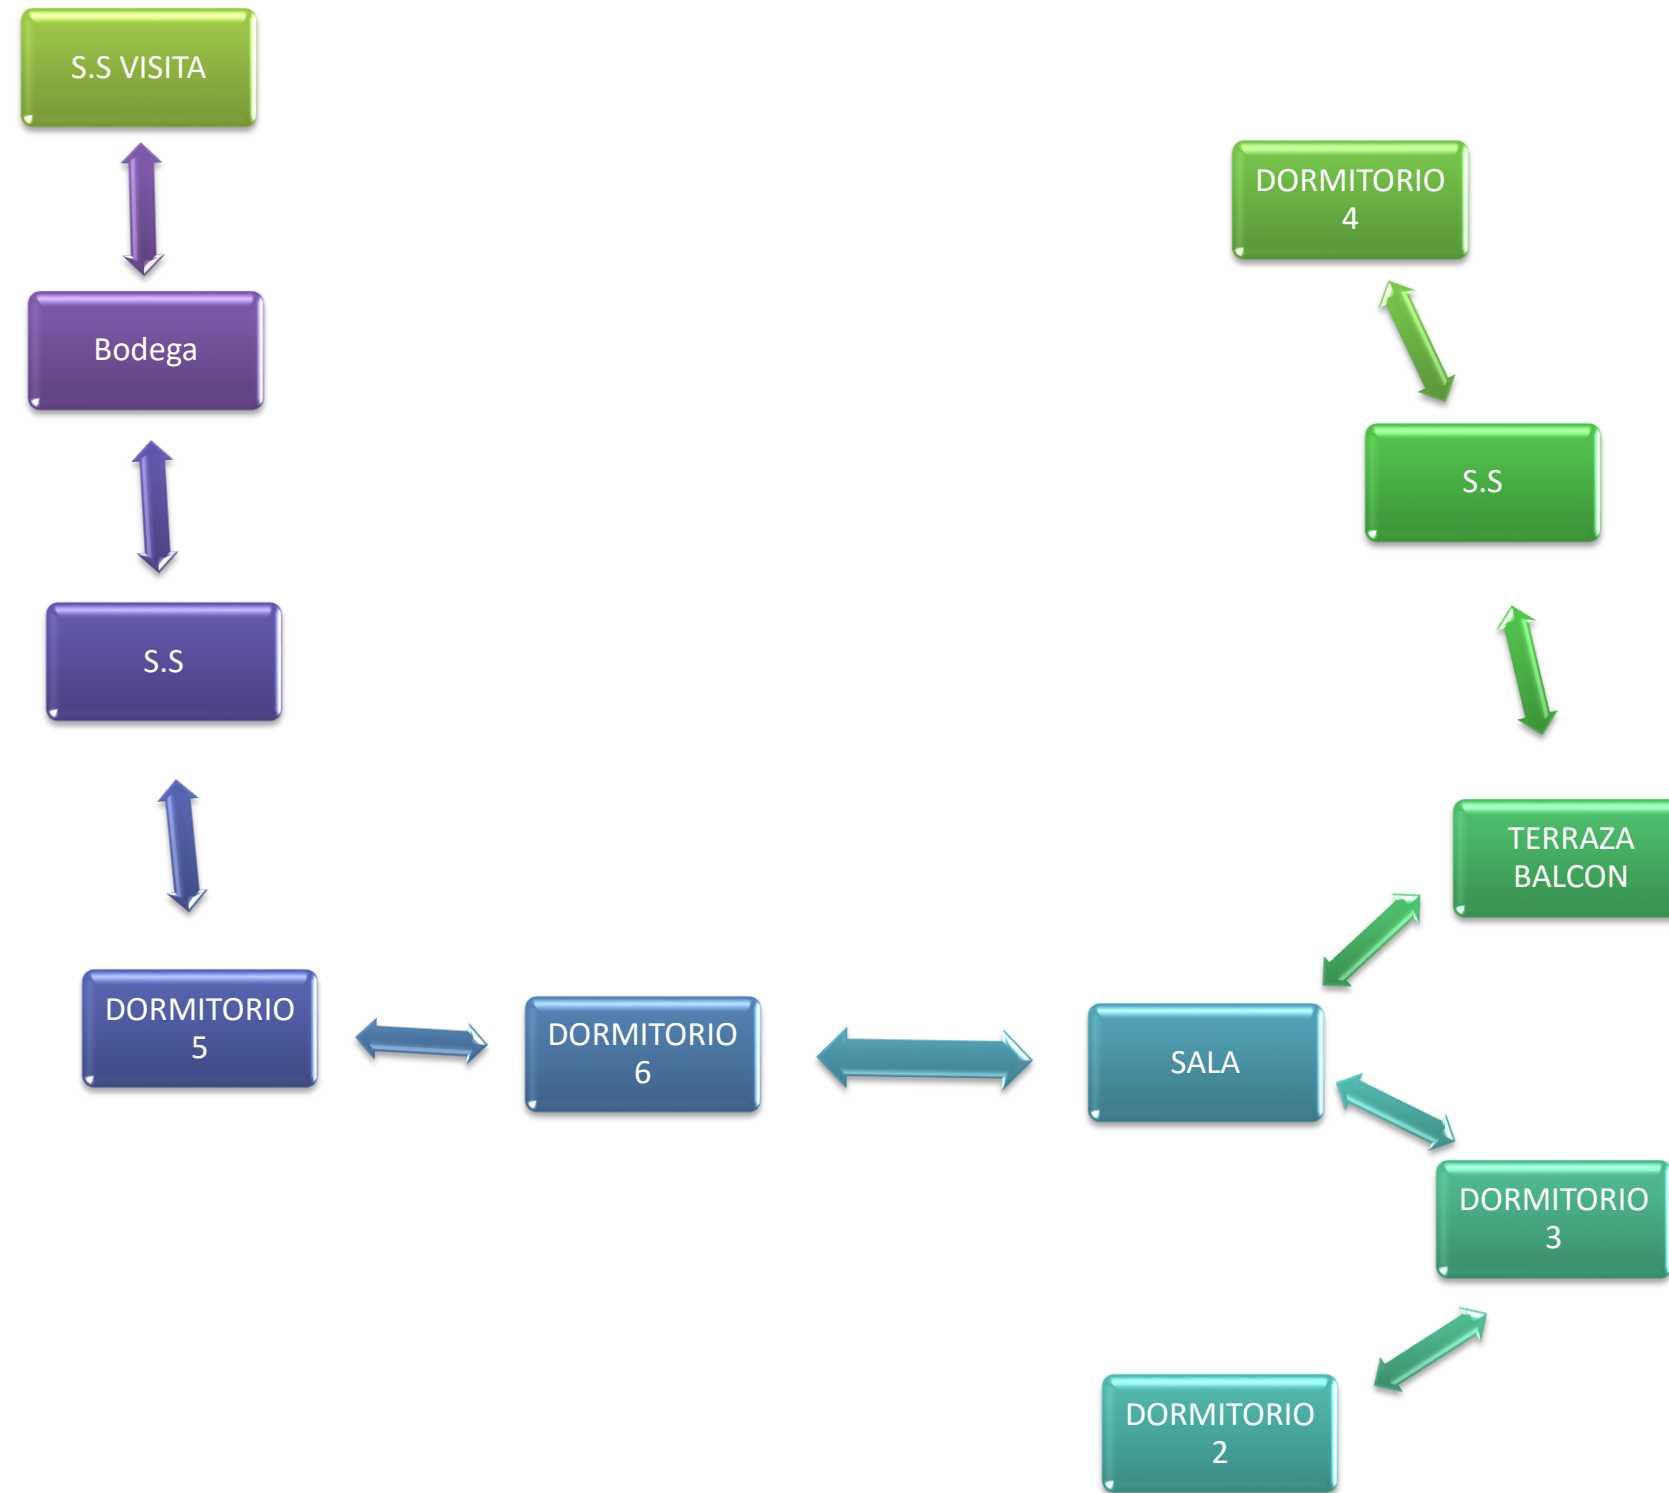 S.S VISITA
DORMITORIO
4
Bodega
S.S
S.S
TERRAZA
BALCON
DORMITORIO
5
DORMITORIO
6
SALA
DORMITORIO
3
DORMITORIO
2